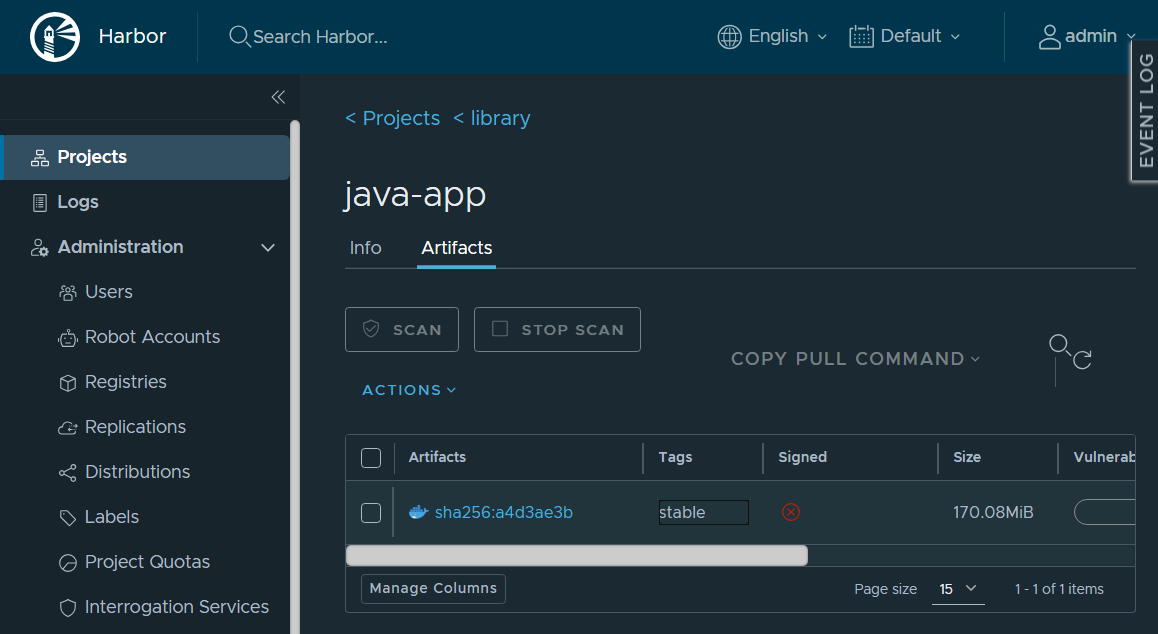 Harbor
Search Harbor...
English
Default
admin
EVENT LOG
< Projects < library
Projects
Logs
Administration
Users
Robot Accounts
Registries
Replications
Distributions
Labels
Project Quotas
Interrogation Services
java-app
Info
Artifacts
SCAN
STOP SCAN
COPY PULL COMMAND
ACTIONS
Artifacts Tags Signed Size Vulnerab
sha256:a4d3ae3b stable 170.08MiB
Manage Columns
Page size 15 1 - 1 of 1 items